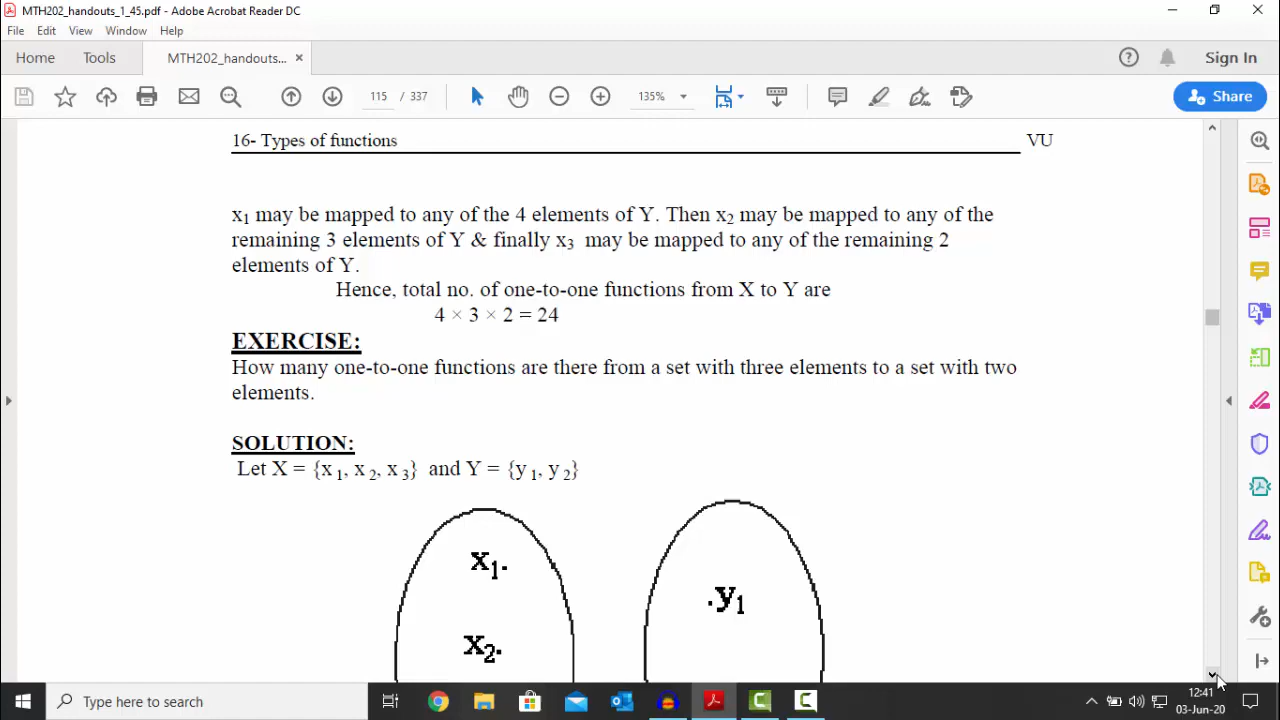 MTH202_handouts_1_45.pdf - Adobe Acrobat Reader DC
File Edit View Window Help
Home Tools MTH202_handouts... × Sign In
115 / 337 135% Share
16- Types of functions VU
x1 may be mapped to any of the 4 elements of Y. Then x2 may be mapped to any of the
remaining 3 elements of Y & finally x3 may be mapped to any of the remaining 2
elements of Y.
Hence, total no. of one-to-one functions from X to Y are
4 × 3 × 2 = 24
EXERCISE:
How many one-to-one functions are there from a set with three elements to a set with two
elements.
SOLUTION:
Let X = {x 1, x 2, x 3} and Y = {y 1, y 2}
x1.
.y1
x2.
Type here to search
12:41
03-Jun-20